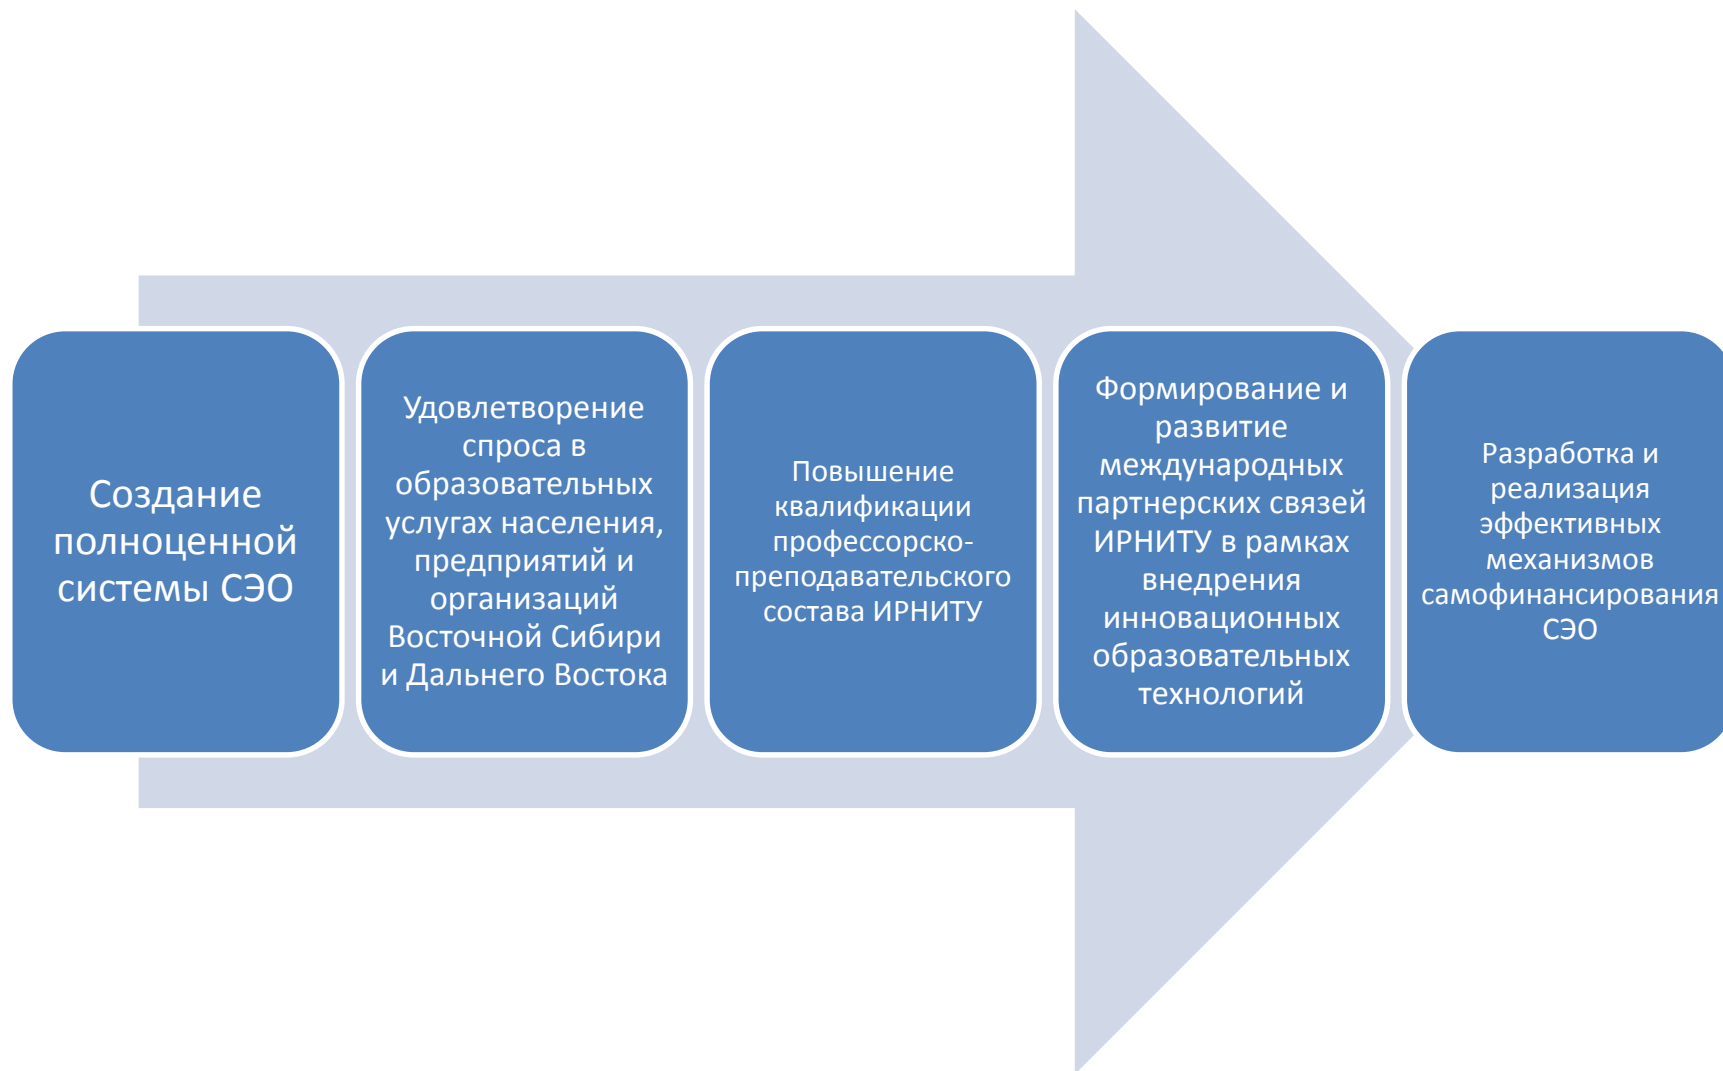 Создание
полноценной
системы СЭО
Удовлетворение
спроса в
образовательных
услугах населения,
предприятий и
организаций
Восточной Сибири
и Дальнего Востока
Повышение
квалификации
профессорско-
преподавательского
состава ИРНИТУ
Формирование и
развитие
международных
партнерских связей
ИРНИТУ в рамках
внедрения
инновационных
образовательных
технологий
Разработка и
реализация
эффективных
механизмов
самофинансирования
СЭО